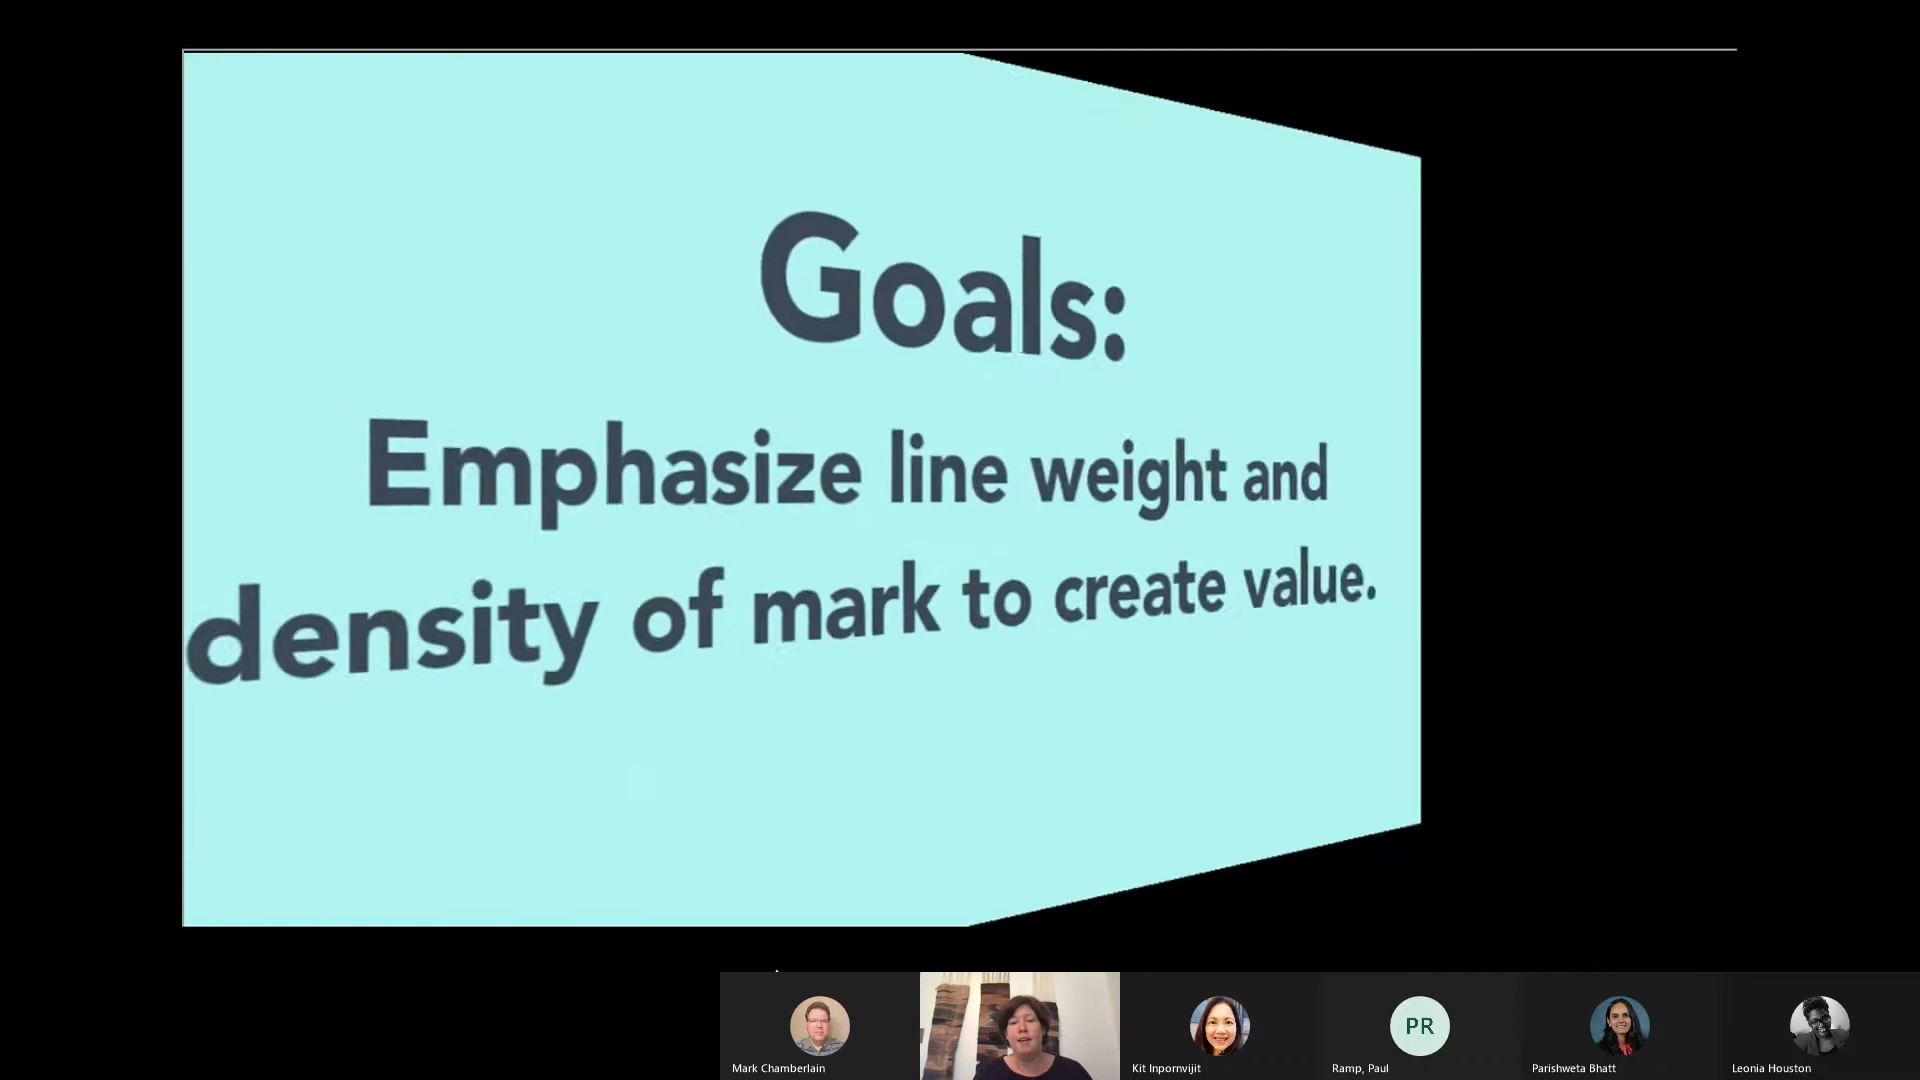 Goals:
Emphasize line weight and
density of mark to create value.
PR
Mark Chamberlain
Kit Inpornvijit
Ramp, Paul
Parishweta Bhatt
Leonia Houston